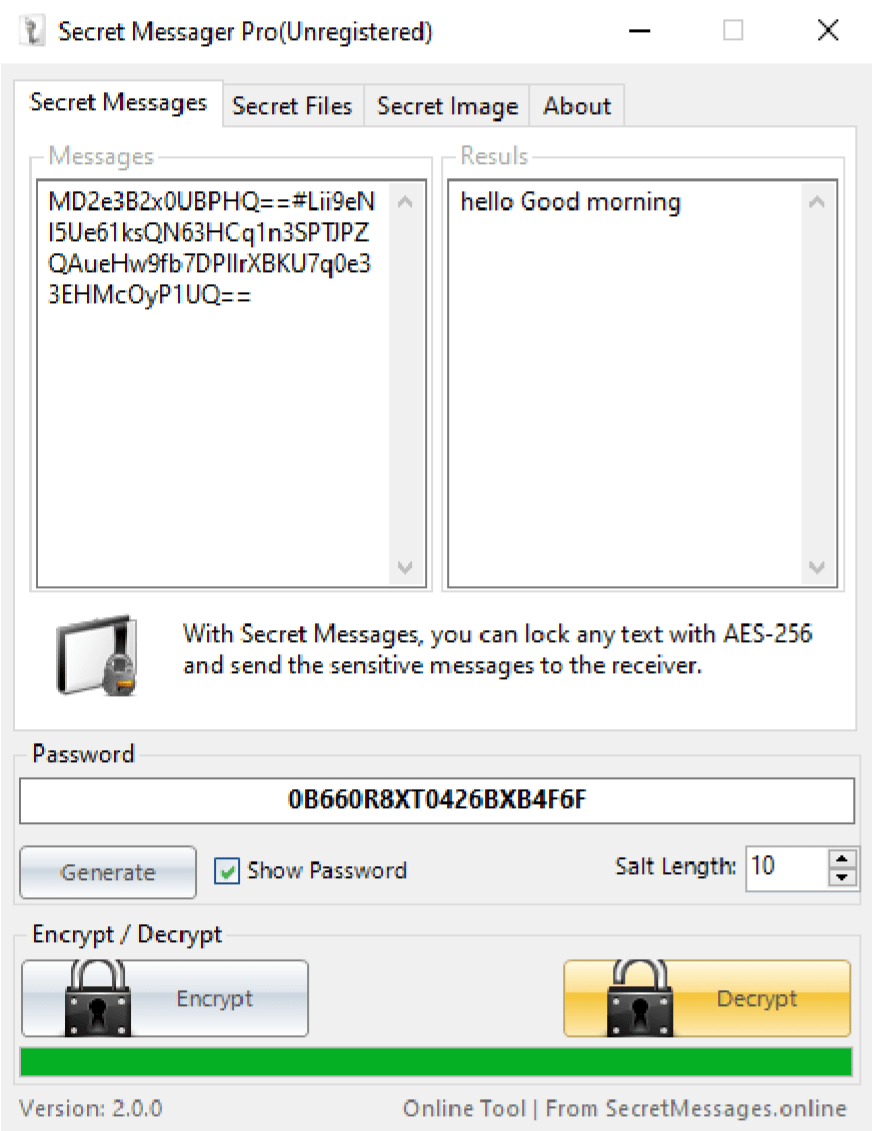 Secret Messager Pro(Unregistered)
Secret Messages
Secret Files
Secret Image
About
Messages
Resuls
MD2e3B2x0UBPHQ==#Lii9eN
I5Ue61ksQN63HCq1n3SPTJPZ
QAueHw9fb7DPIIrXBKU7q0e3
3EHMcOyP1UQ==
hello Good morning
With Secret Messages, you can lock any text with AES-256
and send the sensitive messages to the receiver.
Password
0B660R8XT0426BXB4F6F
Generate
Show Password
Salt Length:
10
Encrypt / Decrypt
Encrypt
Decrypt
Version: 2.0.0
Online Tool | From SecretMessages.online